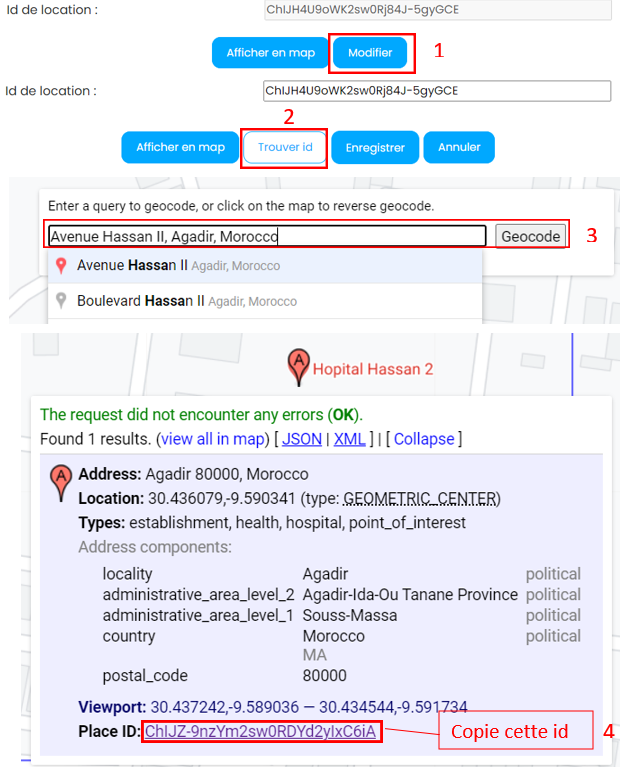 Id de location :
ChIJH4U9oWK2sw0Rj84J-5gyGCE
Afficher en map Modifier 1
Id de location :
ChIJH4U9oWK2sw0Rj84J-5gyGCE
2
Afficher en map Trouver id Enregistrer Annuler
Enter a query to geocode, or click on the map to reverse geocode.
Avenue Hassan II, Agadir, Morocco Geocode 3
Avenue Hassan II Agadir, Morocco
Boulevard Hassan II Agadir, Morocco
A Hopital Hassan 2
The request did not encounter any errors (OK).
Found 1 results. (view all in map) [ JSON | XML ] | [ Collapse ]
A Address: Agadir 80000, Morocco
Location: 30.436079,-9.590341 (type: GEOMETRIC_CENTER)
Types: establishment, health, hospital, point_of_interest
Address components:
locality Agadir political
administrative_area_level_2 Agadir-Ida-Ou Tanane Province political
administrative_area_level_1 Souss-Massa political
country Morocco political
MA
postal_code 80000
Viewport: 30.437242,-9.589036 — 30.434544,-9.591734
Place ID: ChIJZ-9nzYm2sw0RDYd2ylxC6iA Copie cette id 4